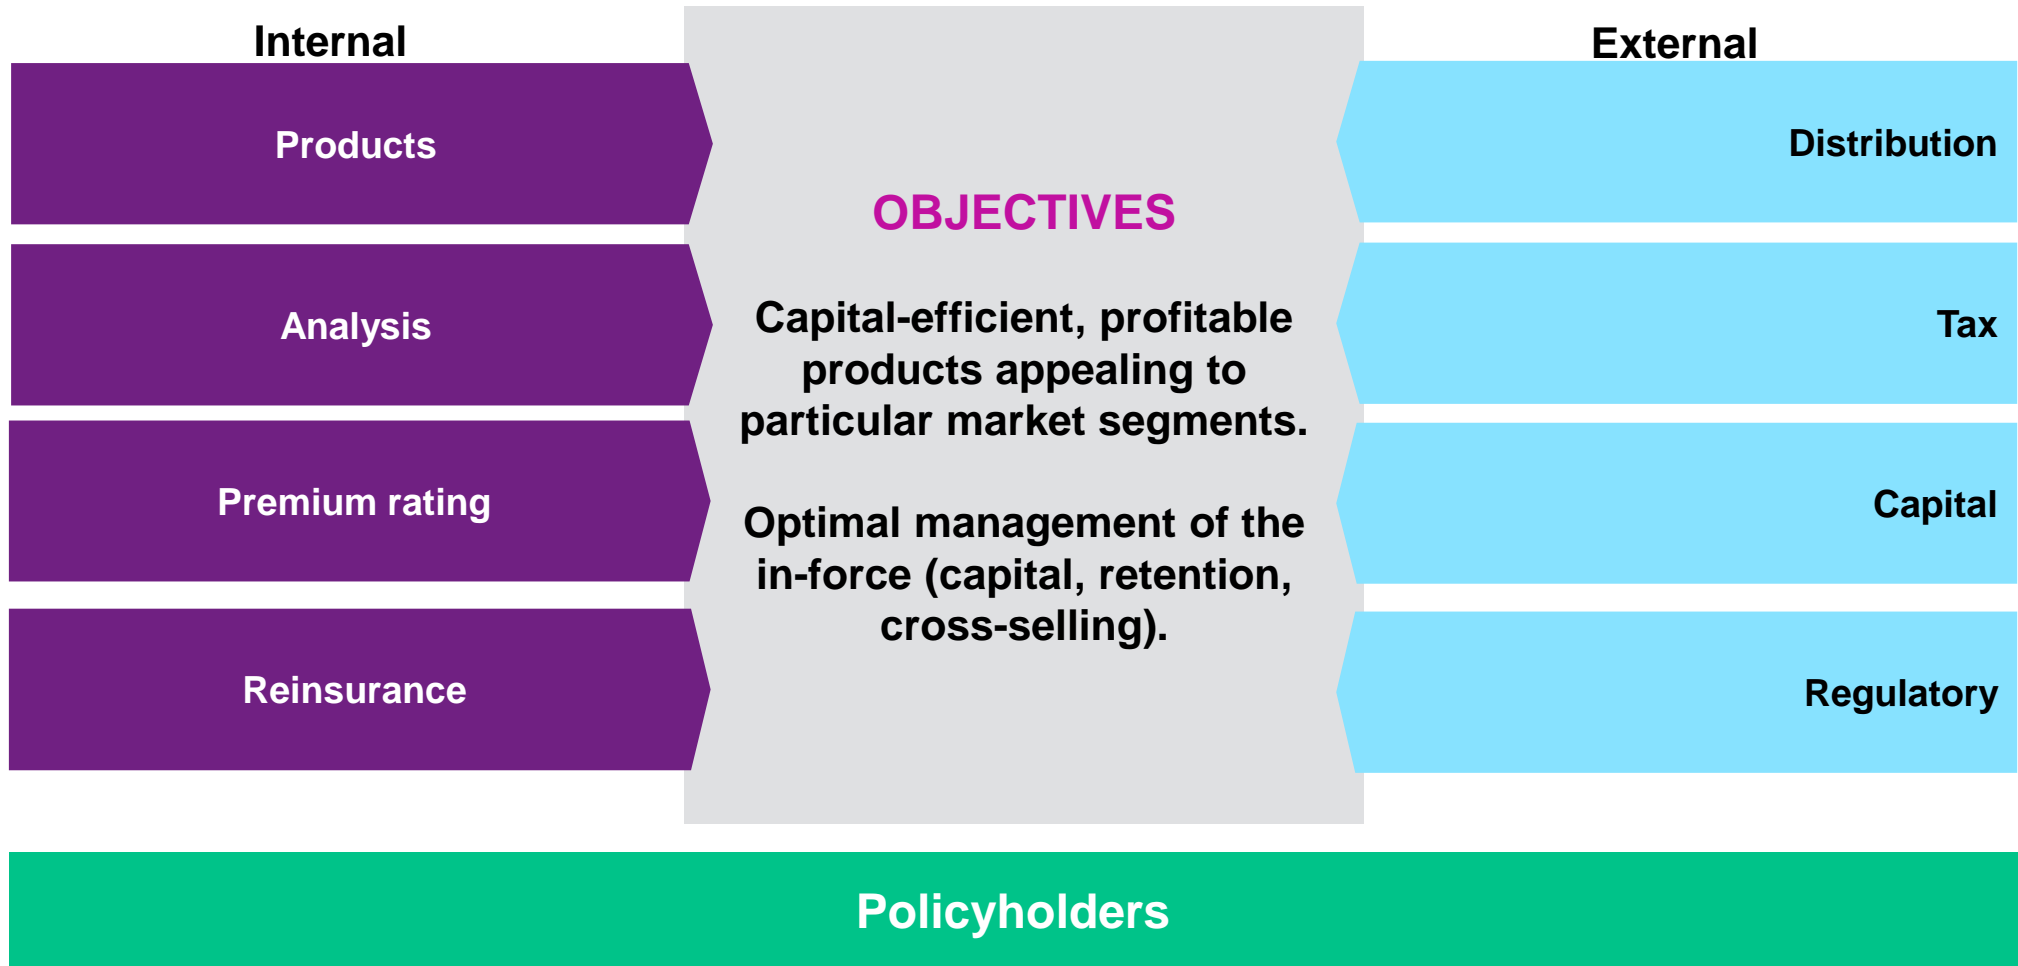 Internal
Products
Analysis
Premium rating
Reinsurance
OBJECTIVES
Capital-efficient, profitable
products appealing to
particular market segments.
Optimal management of the
in-force (capital, retention,
cross-selling).
External
Distribution
Tax
Capital
Regulatory
Policyholders